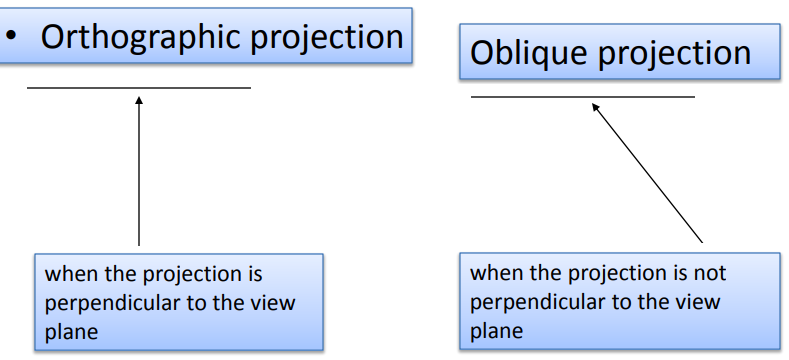 • Orthographic projection
Oblique projection
when the projection is
perpendicular to the view
plane
when the projection is not
perpendicular to the view
plane